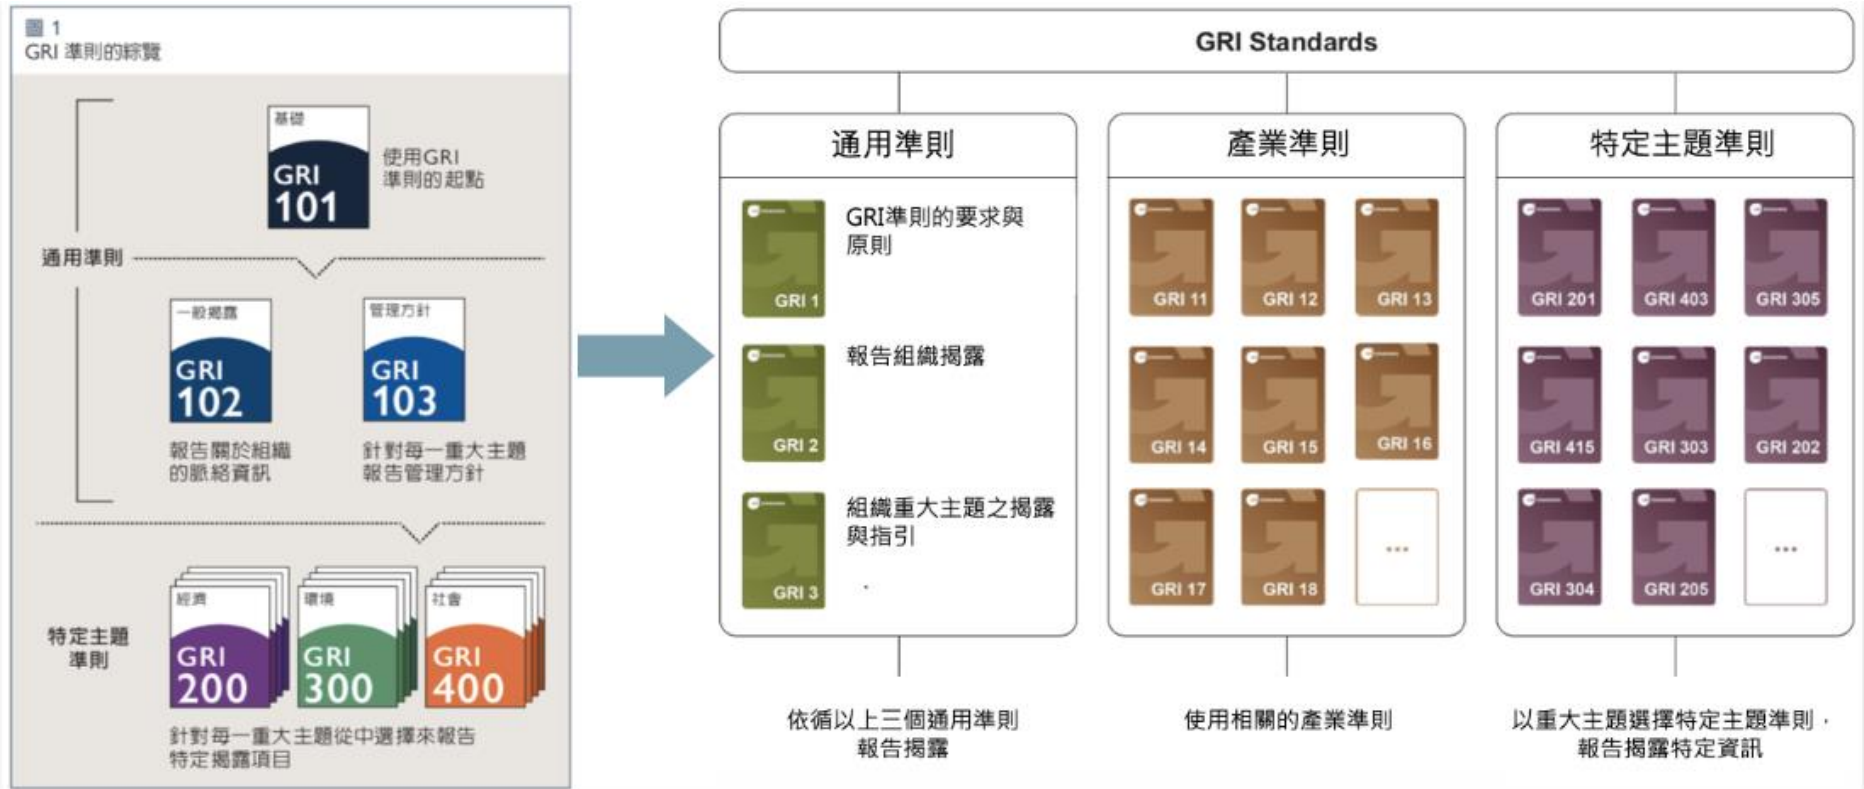 圖 1
GRI 準則的綜覽
通用準則
基礎
GRI
101
使用GRI
準則的起點
一般揭露
GRI
102
報告關於組織
的脈絡資訊
管理方針
GRI
103
針對每一重大主題
報告管理方針
特定主題
準則
經濟
GRI
200
環境
GRI
300
社會
GRI
400
針對每一重大主題從中選擇來報告
特定揭露項目
GRI Standards
通用準則
GRI 1
GRI準則的要求與
原則
GRI 2
報告組織揭露
GRI 3
組織重大主題之揭露
與指引
.
依循以上三個通用準則
報告揭露
產業準則
GRI 11
GRI 12
GRI 13
GRI 14
GRI 15
GRI 16
GRI 17
GRI 18
...
使用相關的產業準則
特定主題準則
GRI 201
GRI 403
GRI 305
GRI 415
GRI 303
GRI 202
GRI 304
GRI 205
...
以重大主題選擇特定主題準則，
報告揭露特定資訊